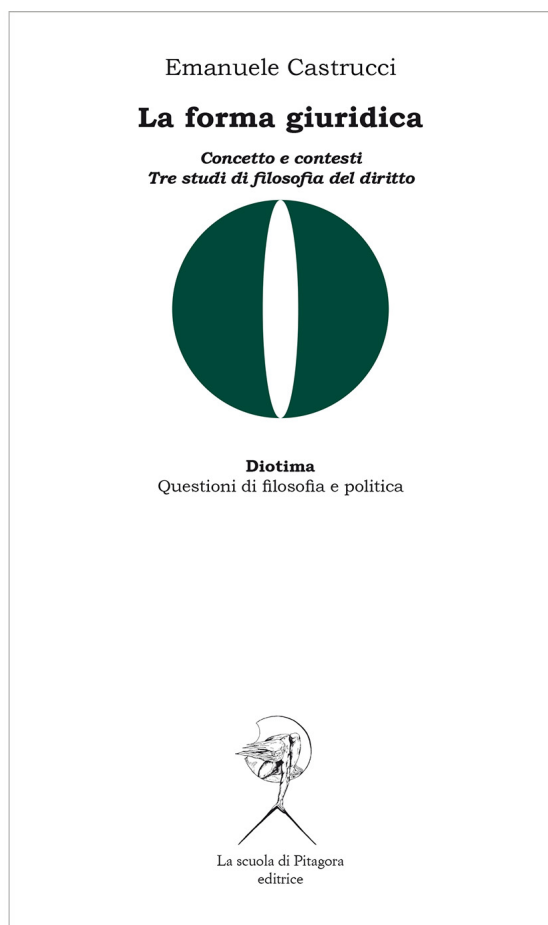 Emanuele Castrucci
La forma giuridica
Concetto e contesti
Tre studi di filosofia del diritto
Diotima
Questioni di filosofia e politica
La scuola di Pitagora
editrice